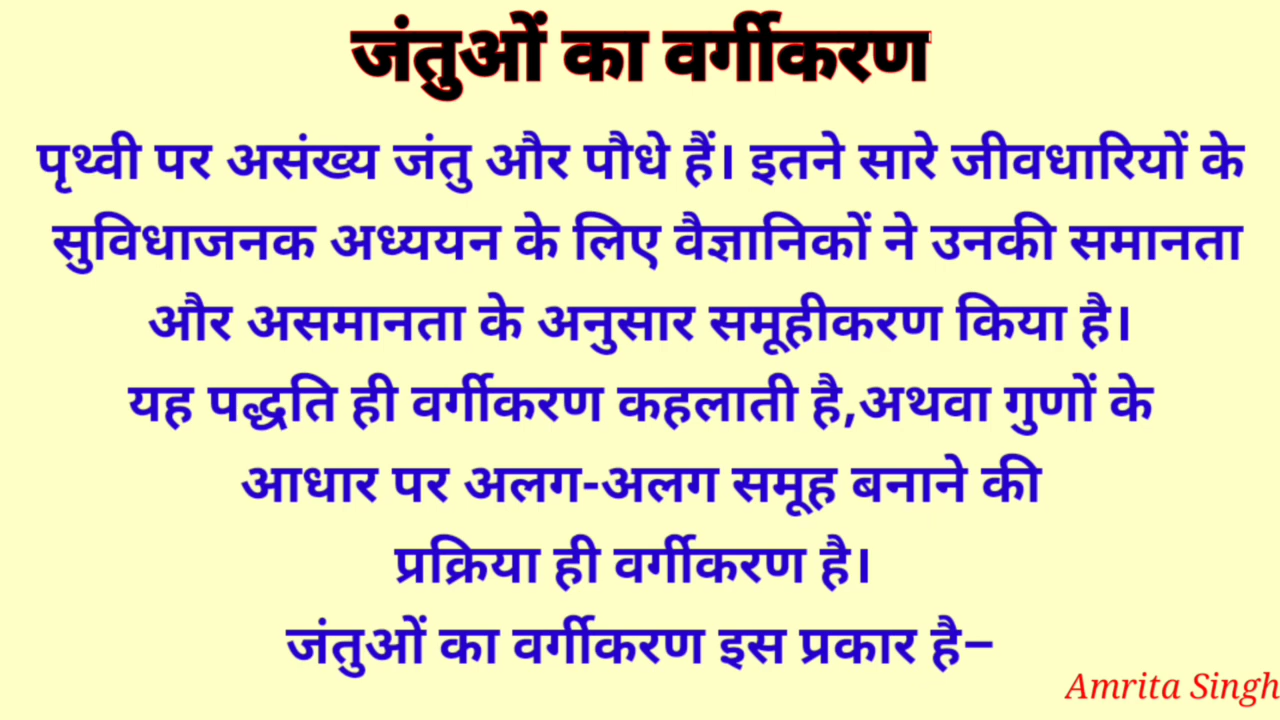 जंतुओं का वर्गीकरण
पृथ्वी पर असंख्य जंतु और पौधे हैं। इतने सारे जीवधारियों के
सुविधाजनक अध्ययन के लिए वैज्ञानिकों ने उनकी समानता
और असमानता के अनुसार समूहीकरण किया है।
यह पद्धति ही वर्गीकरण कहलाती है,अथवा गुणों के
आधार पर अलग-अलग समूह बनाने की
प्रक्रिया ही वर्गीकरण है।
जंतुओं का वर्गीकरण इस प्रकार है–
Amrita Singh